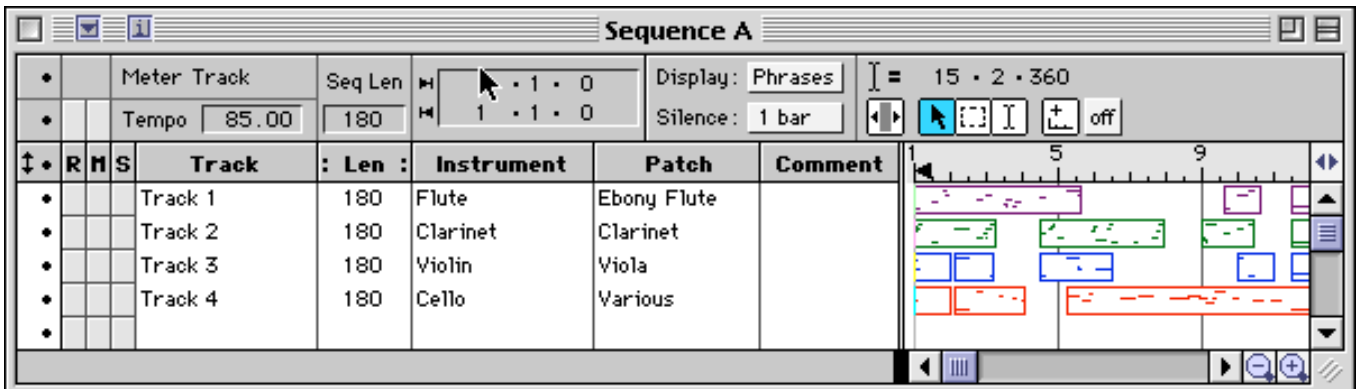 Sequence A
Meter Track Seq Len · 1 · 0 Display: Phrases = 15 · 2 · 360
Tempo 85.00 180 1 · 1 · 0 Silence: 1 bar off
R M S Track : Len : Instrument Patch Comment 1 5 9
Track 1 180 Flute Ebony Flute
Track 2 180 Clarinet Clarinet
Track 3 180 Violin Viola
Track 4 180 Cello Various